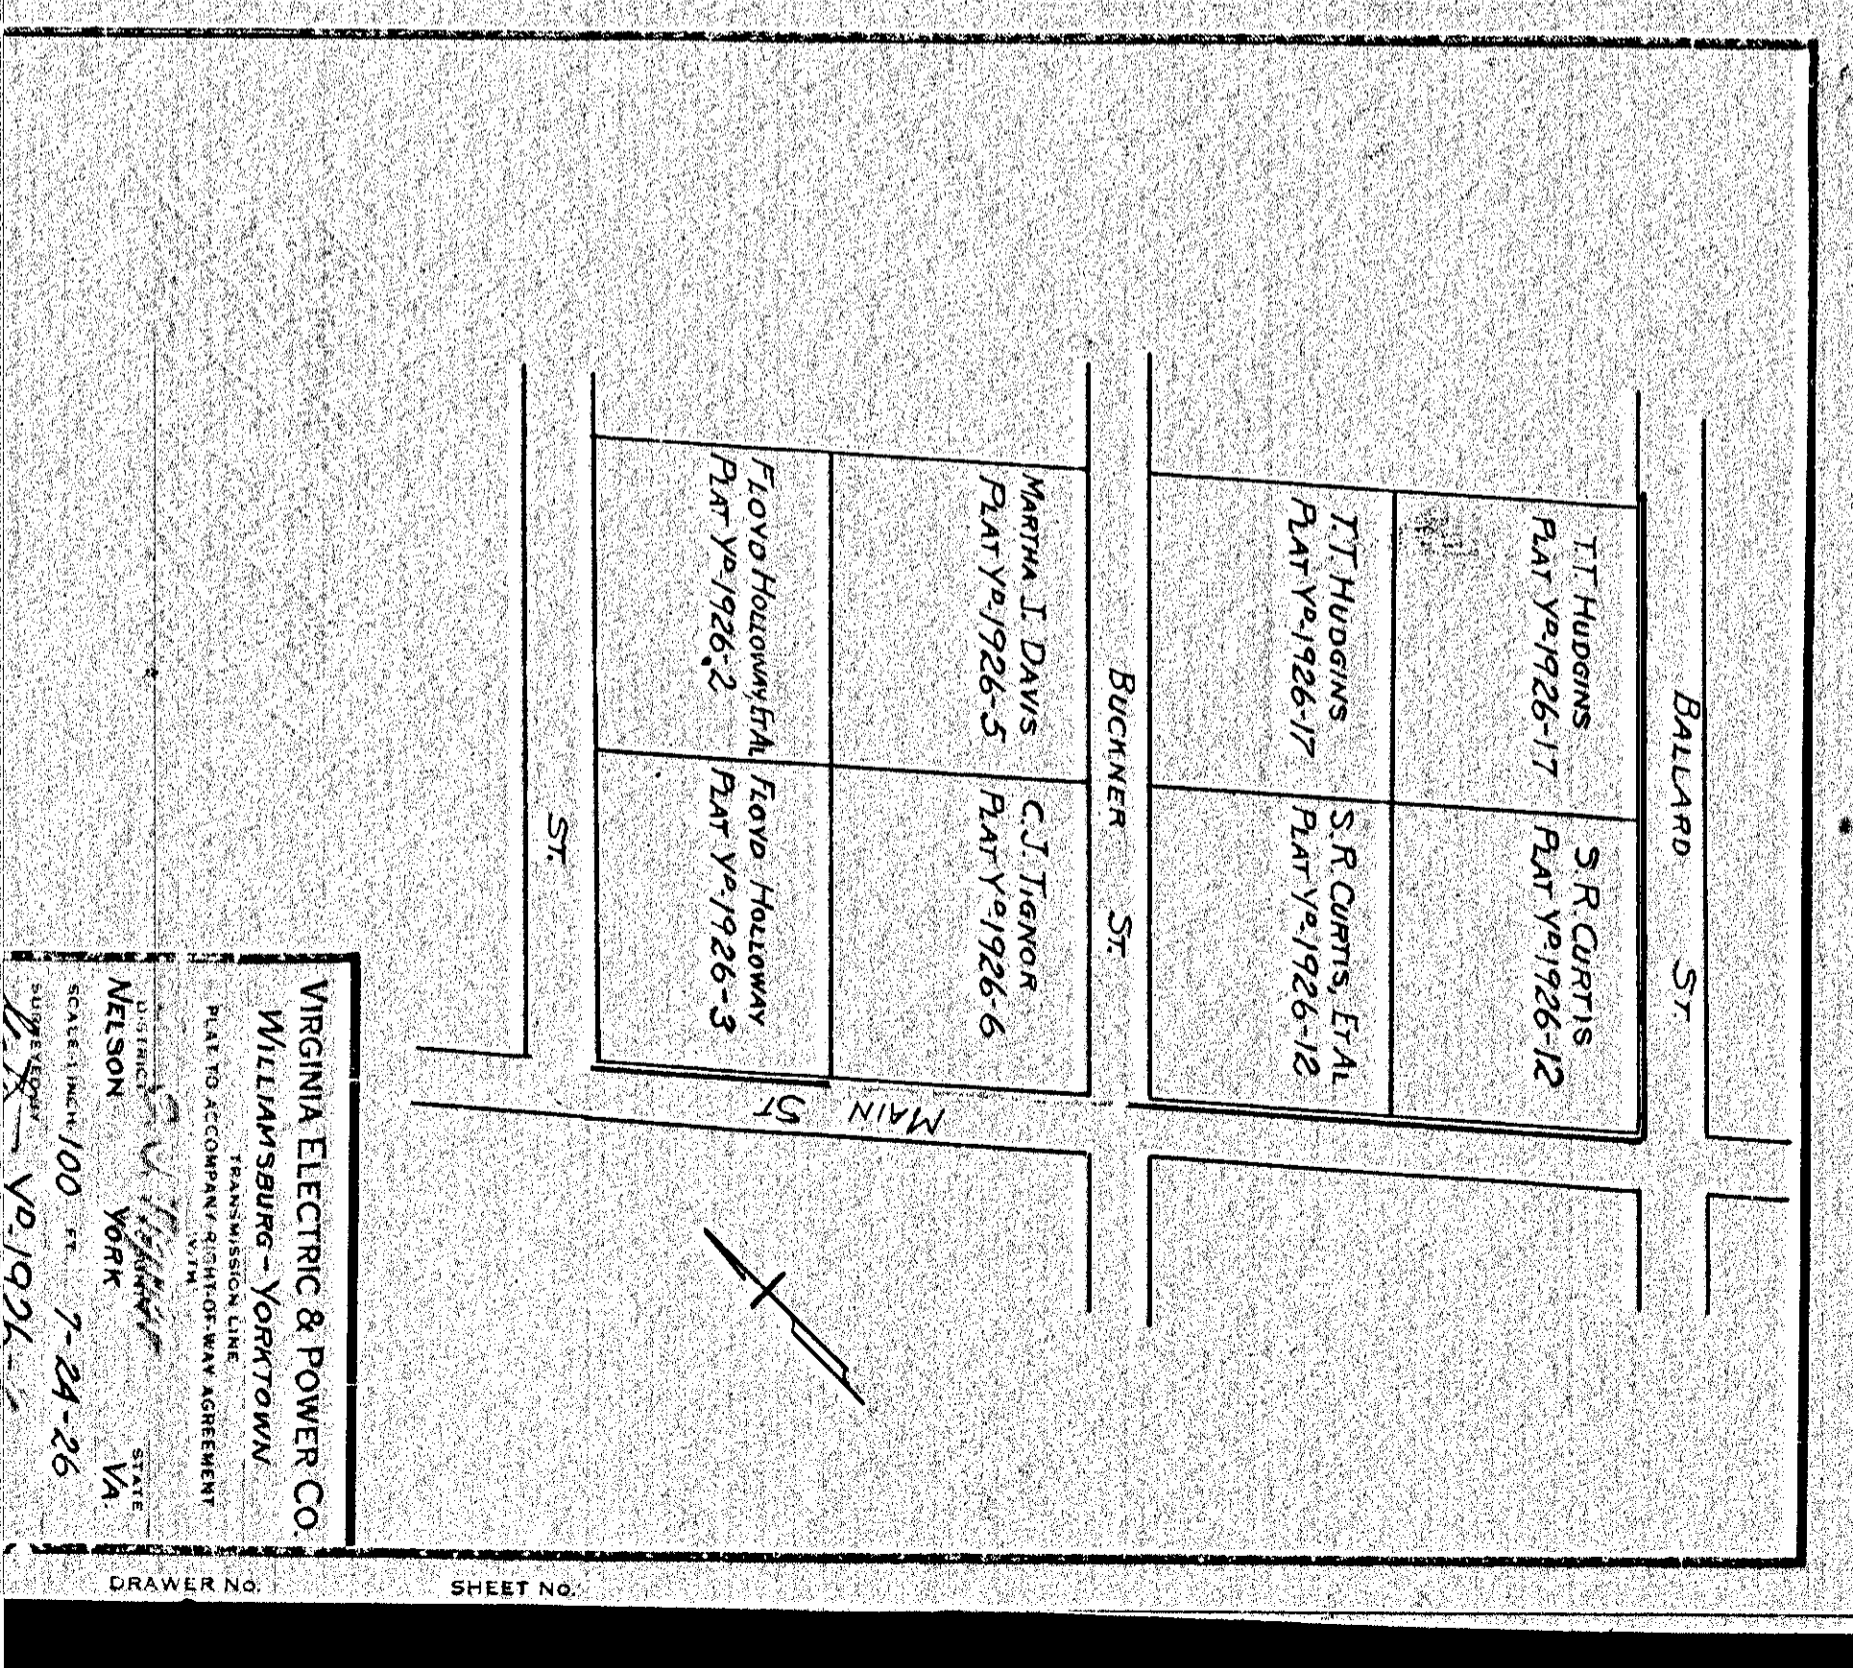 BALLARD ST.
T.T. HUDGINS
PLAT YP-1926-17
S.R. CURTIS
PLAT YP-1926-12
T.T. HUDGINS
PLAT YP-1926-17
S.R. CURTIS, ET AL
PLAT YP-1926-12
BUCKNER ST.
MARTHA I. DAVIS
PLAT YP-1926-5
C.J. TIGNOR
PLAT YP-1926-6
FLOYD HOLLOWAY, ET AL
PLAT YP-1926-2
FLOYD HOLLOWAY
PLAT YP-1926-3
ST.
MAIN ST
VIRGINIA ELECTRIC & POWER CO.
WILLIAMSBURG - YORKTOWN
TRANSMISSION LINE
PLAT TO ACCOMPANY RIGHT-OF-WAY AGREEMENT
WITH
DISTRICT STATE
NELSON YORK VA.
SCALE-1 INCH/100 FT. 7-24-26
SURVEYED BY
YP-1926-
DRAWER NO.
SHEET NO.